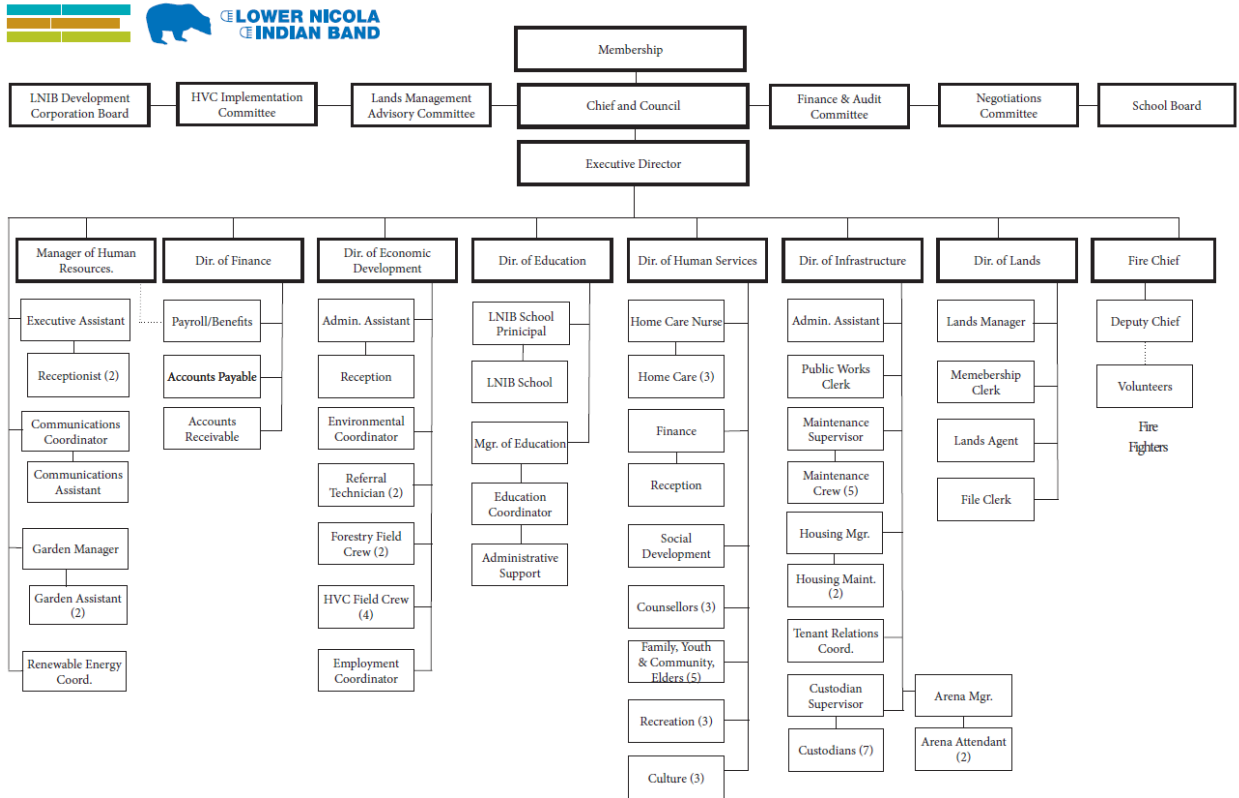 LOWER NICOLA
INDIAN BAND
Membership
LNIB Development
Corporation Board
HVC Implementation
Committee
Lands Management
Advisory Committee
Chief and Council
Finance & Audit
Committee
Negotiations
Committee
School Board
Executive Director
Manager of Human
Resources.
Dir. of Finance
Dir. of Economic
Development
Dir. of Education
Dir. of Human Services
Dir. of Infrastructure
Dir. of Lands
Fire Chief
Executive Assistant
Receptionist (2)
Communications
Coordinator
Communications
Assistant
Garden Manager
Garden Assistant
(2)
Renewable Energy
Coord.
Payroll/Benefits
Accounts Payable
Accounts
Receivable
Admin. Assistant
Reception
Environmental
Coordinator
Referral
Technician (2)
Forestry Field
Crew (2)
HVC Field Crew
(4)
Employment
Coordinator
LNIB School
Prinicipal
LNIB School
Mgr. of Education
Education
Coordinator
Administrative
Support
Home Care Nurse
Home Care (3)
Finance
Reception
Social
Development
Counsellors (3)
Family, Youth
& Community,
Elders (5)
Recreation (3)
Culture (3)
Admin. Assistant
Public Works
Clerk
Maintenance
Supervisor
Maintenance
Crew (5)
Housing Mgr.
Housing Maint.
(2)
Tenant Relations
Coord.
Custodian
Supervisor
Custodians (7)
Arena Mgr.
Arena Attendant
(2)
Lands Manager
Memebership
Clerk
Lands Agent
File Clerk
Deputy Chief
Volunteers
Fire
Fighters